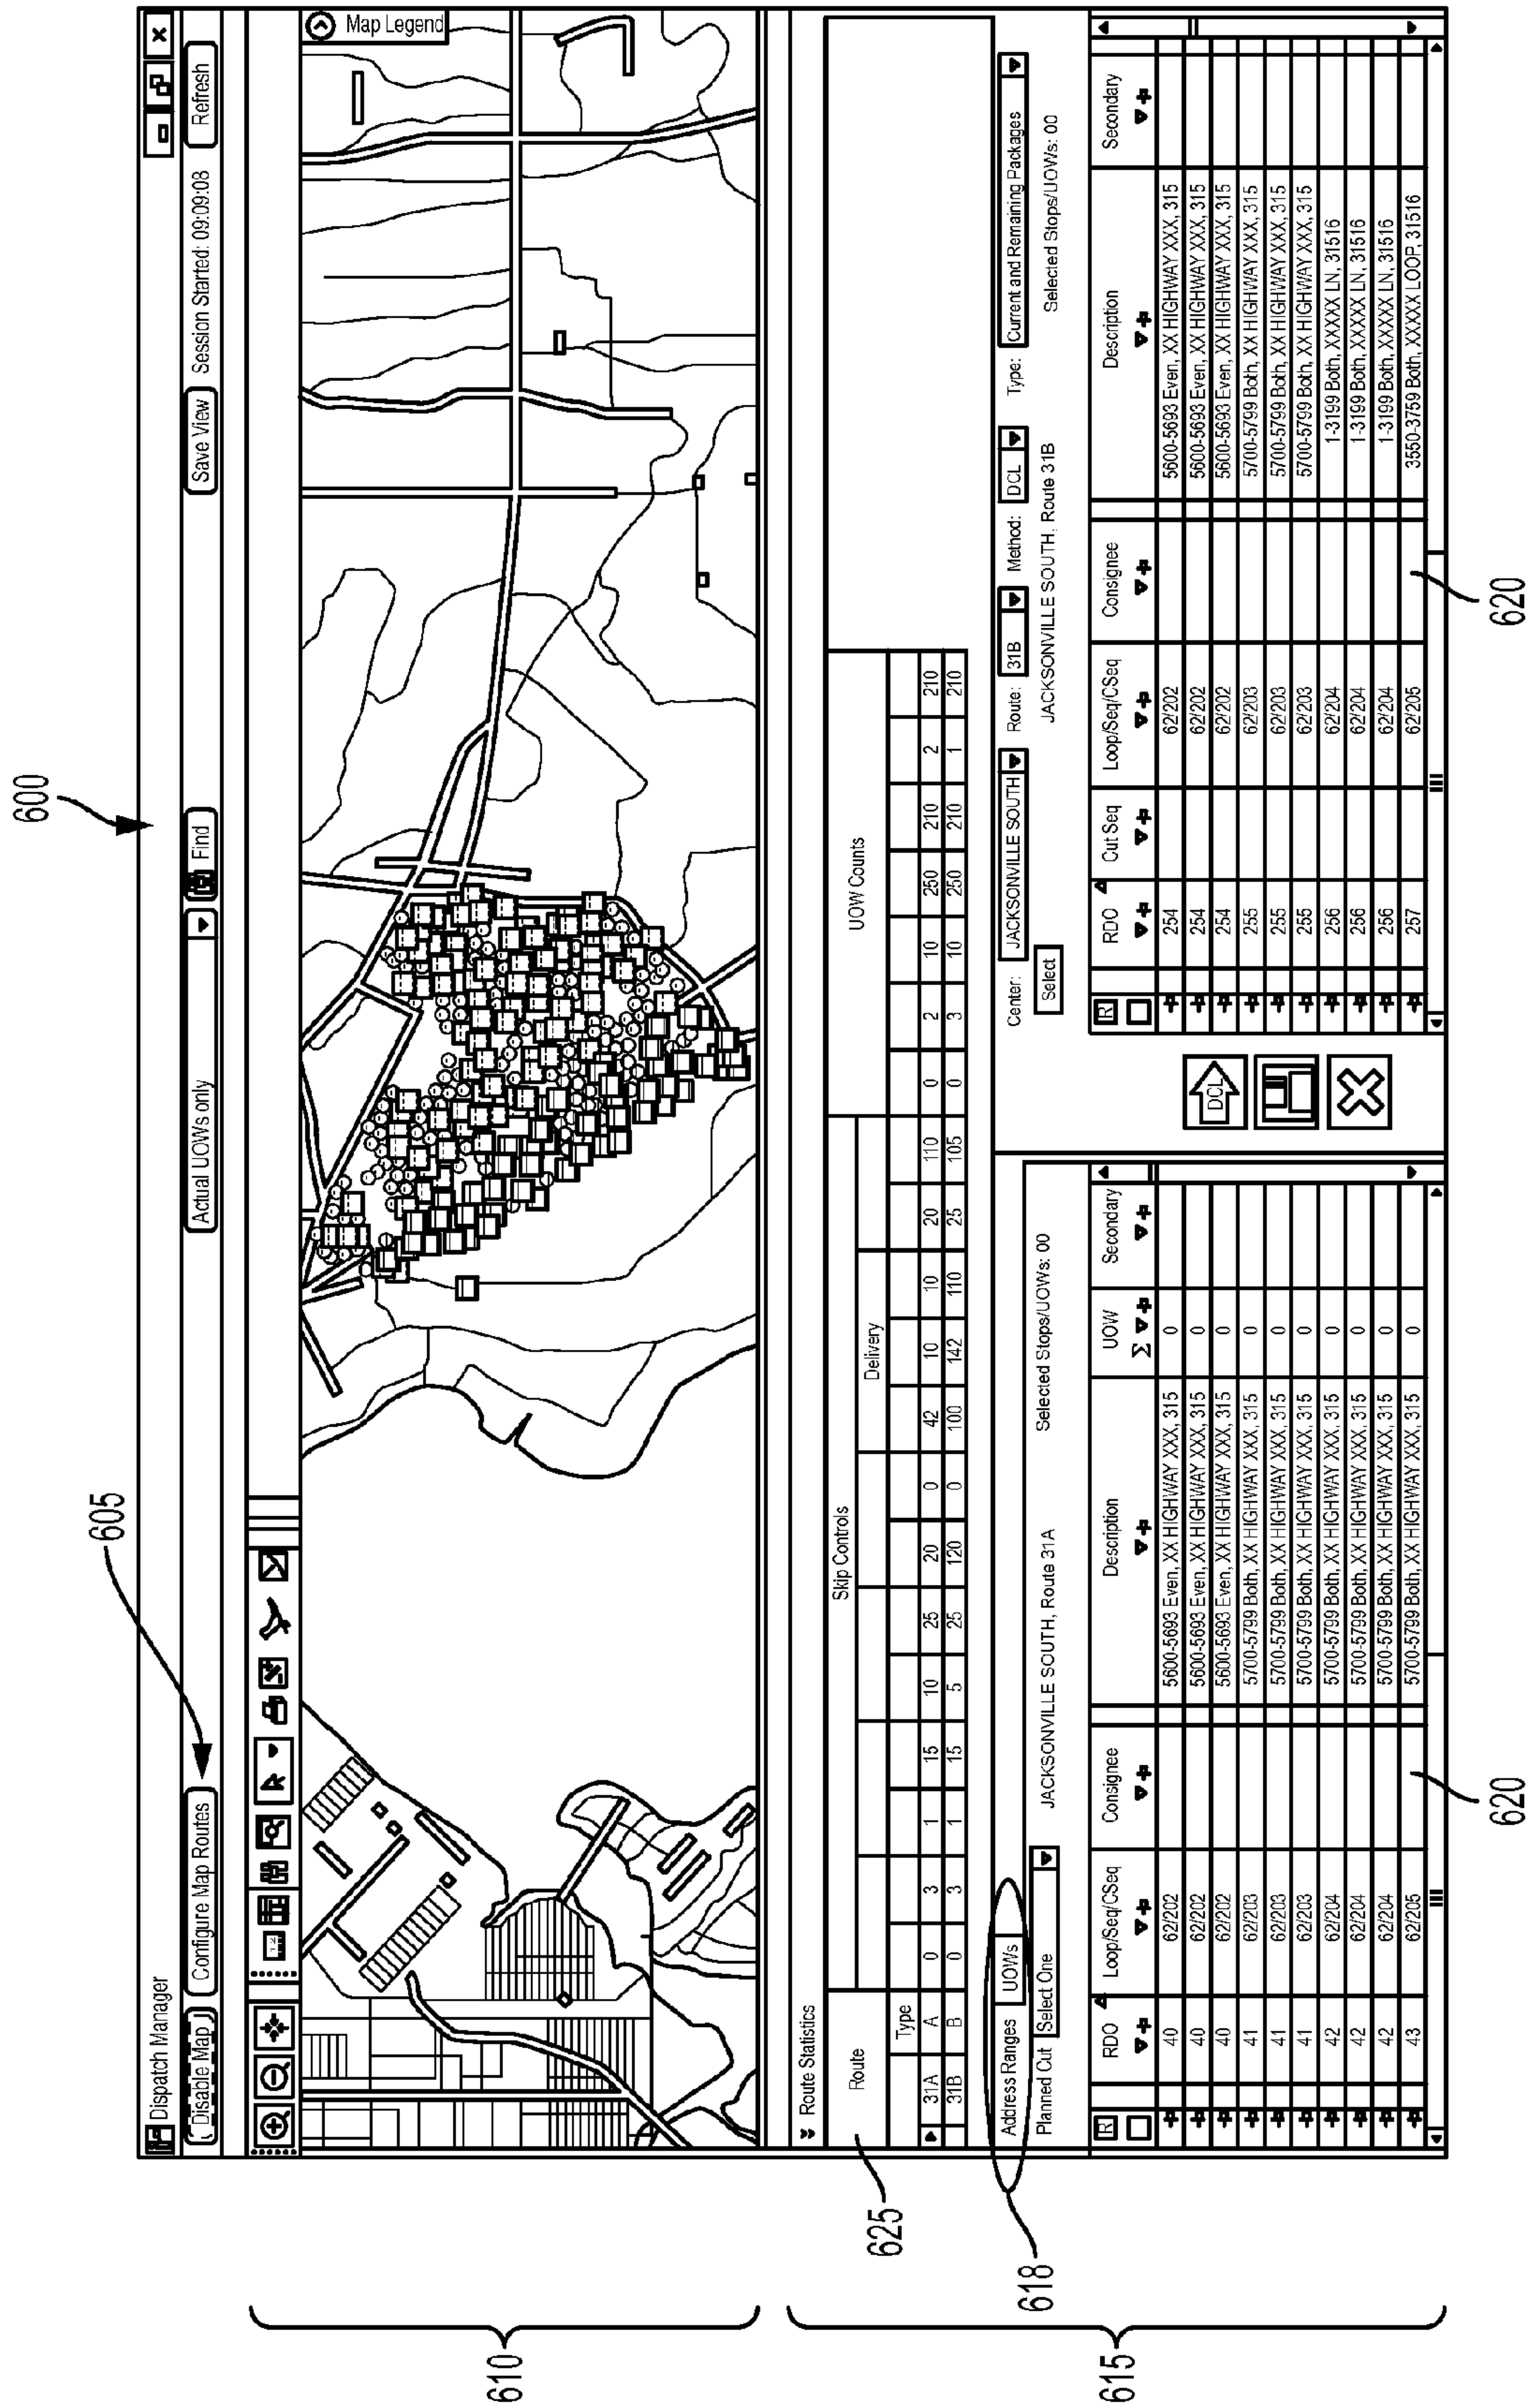 600
605
Dispatch Manager
Disable Map Configure Map Routes Actual UOWs only Find Save View Session Started: 09:09:08 Refresh
Map Legend
610
Route Statistics
Route Skip Controls UOW Counts
Type Delivery
31A A 0 3 1 15 10 25 20 0 42 10 10 20 110 0 2 10 250 210 2 210
31B B 0 3 1 15 5 25 120 0 100 142 110 25 105 0 3 10 250 210 1 210
625
618
615
Address Ranges UOWs
Planned Cut Select One
JACKSONVILLE SOUTH, Route 31A Selected Stops/UOWs: 00
R RDO Loop/Seq/CSeq Consignee Description UOW Secondary
Σ
40 62/202 5600-5693 Even, XX HIGHWAY XXX, 315 0
40 62/202 5600-5693 Even, XX HIGHWAY XXX, 315 0
40 62/202 5600-5693 Even, XX HIGHWAY XXX, 315 0
41 62/203 5700-5799 Both, XX HIGHWAY XXX, 315 0
41 62/203 5700-5799 Both, XX HIGHWAY XXX, 315 0
41 62/203 5700-5799 Both, XX HIGHWAY XXX, 315 0
42 62/204 5700-5799 Both, XX HIGHWAY XXX, 315 0
42 62/204 5700-5799 Both, XX HIGHWAY XXX, 315 0
42 62/204 5700-5799 Both, XX HIGHWAY XXX, 315 0
43 62/205 5700-5799 Both, XX HIGHWAY XXX, 315 0
620
DCL
Center: JACKSONVILLE SOUTH Route: 31B Method: DCL Type: Current and Remaining Packages
Select JACKSONVILLE SOUTH, Route 31B Selected Stops/UOWs: 00
R RDO Cut Seq Loop/Seq/CSeq Consignee Description Secondary
254 62/202 5600-5693 Even, XX HIGHWAY XXX, 315
254 62/202 5600-5693 Even, XX HIGHWAY XXX, 315
254 62/202 5600-5693 Even, XX HIGHWAY XXX, 315
255 62/203 5700-5799 Both, XX HIGHWAY XXX, 315
255 62/203 5700-5799 Both, XX HIGHWAY XXX, 315
255 62/203 5700-5799 Both, XX HIGHWAY XXX, 315
256 62/204 1-3199 Both, XXXXX LN, 31516
256 62/204 1-3199 Both, XXXXX LN, 31516
256 62/204 1-3199 Both, XXXXX LN, 31516
257 62/205 3550-3759 Both, XXXXX LOOP, 31516
620